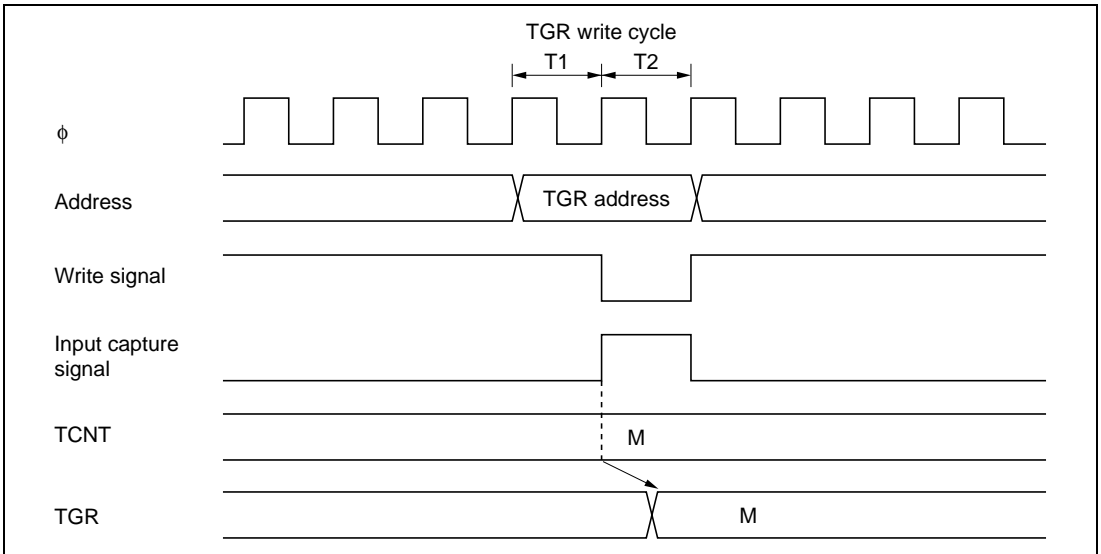 TGR write cycle
T1 T2
ϕ
Address
TGR address
Write signal
Input capture
signal
TCNT
M
TGR
M